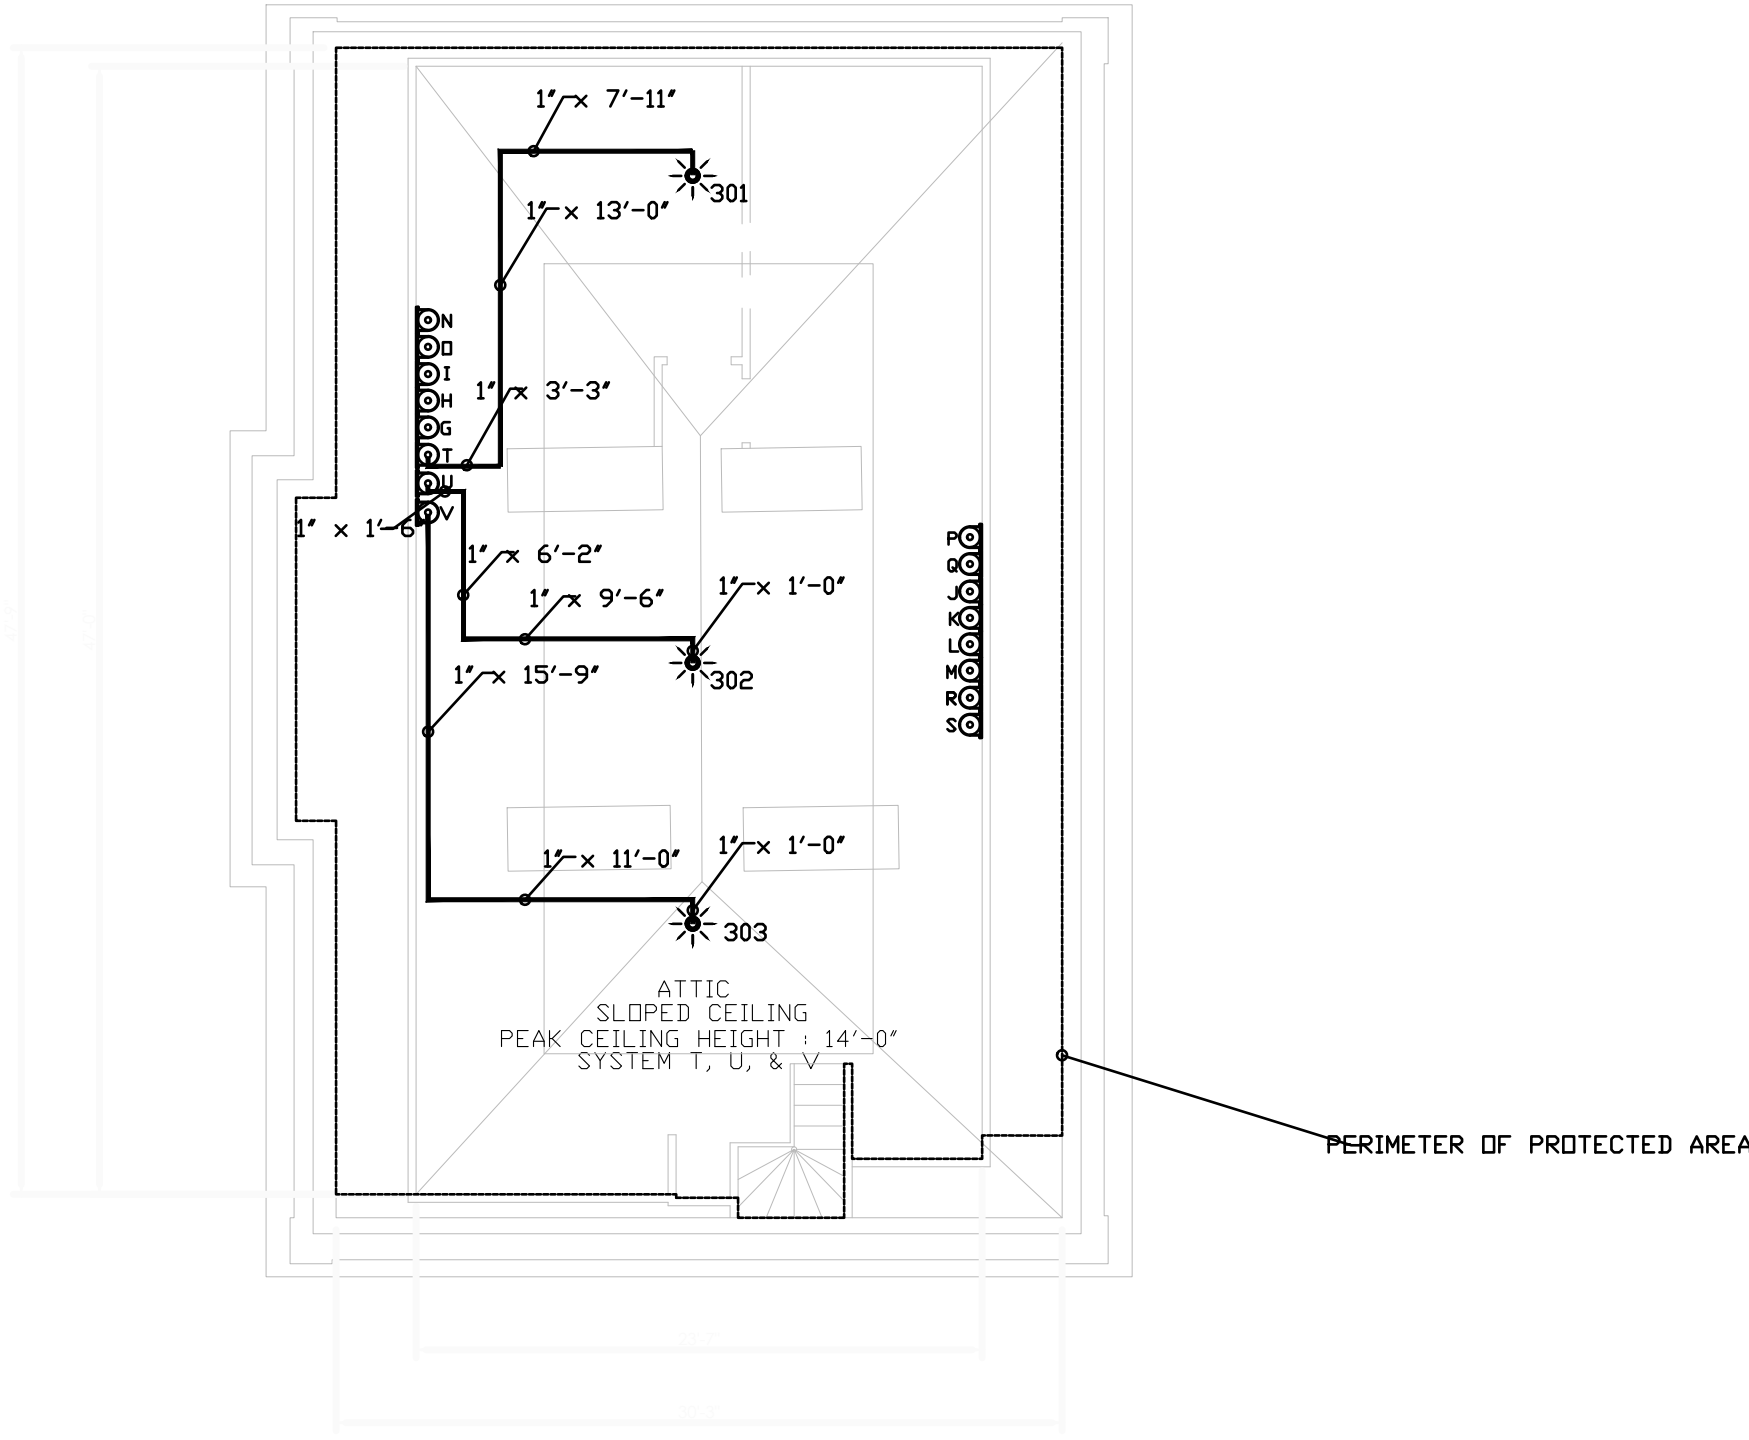 1" x 7'-11"
301
1" x 13'-0"
N
O
I
H
G
T
U
V
1" x 3'-3"
1" x 1'-6"
1" x 6'-2"
1" x 9'-6"
1" x 1'-0"
302
P
Q
J
K
L
M
R
S
1" x 15'-9"
1" x 11'-0"
1" x 1'-0"
303
ATTIC
SLOPED CEILING
PEAK CEILING HEIGHT : 14'-0"
SYSTEM T, U, & V
PERIMETER OF PROTECTED AREA